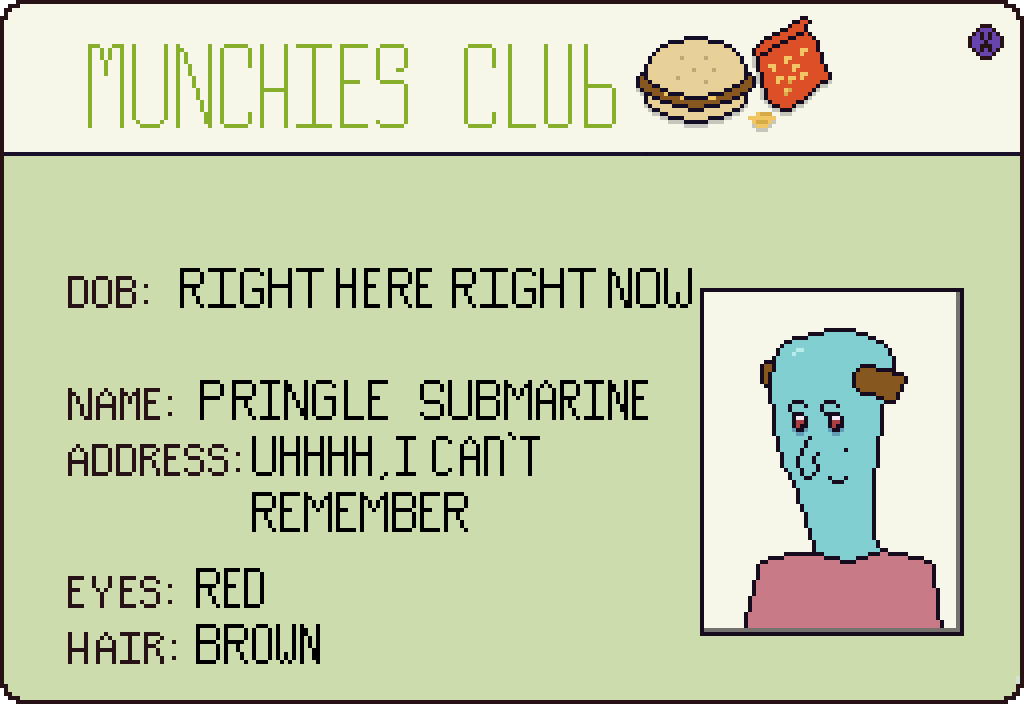 MUNCHIES CLUb
X
DOB: RIGHT HERE RIGHT NOW
NAME: PRINGLE SUBMARINE
ADDRESS: UHHHH, I CAN`T
REMEMBER
EYES: RED
HAIR: BROWN